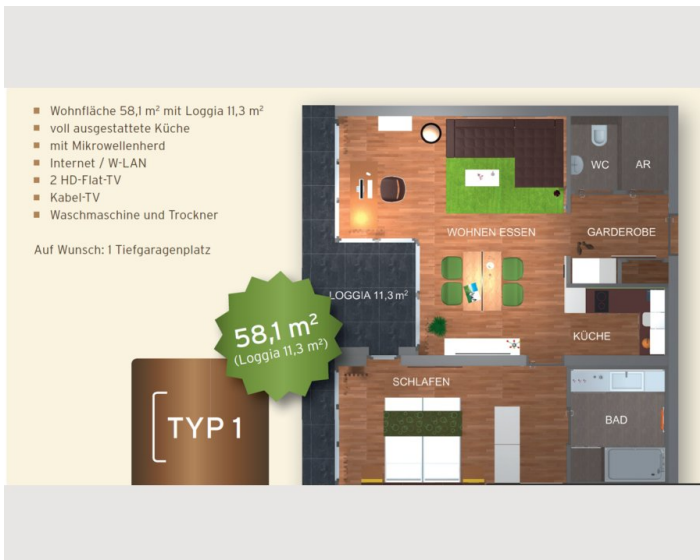 Wohnfläche 58,1 m² mit Loggia 11,3 m²
voll ausgestattete Küche
mit Mikrowellenherd
Internet / W-LAN
2 HD-Flat-TV
Kabel-TV
Waschmaschine und Trockner
Auf Wunsch: 1 Tiefgaragenplatz
58,1 m²
(Loggia 11,3 m²)
TYP 1
WC
AR
WOHNEN ESSEN
GARDEROBE
LOGGIA 11,3 m²
KÜCHE
SCHLAFEN
BAD